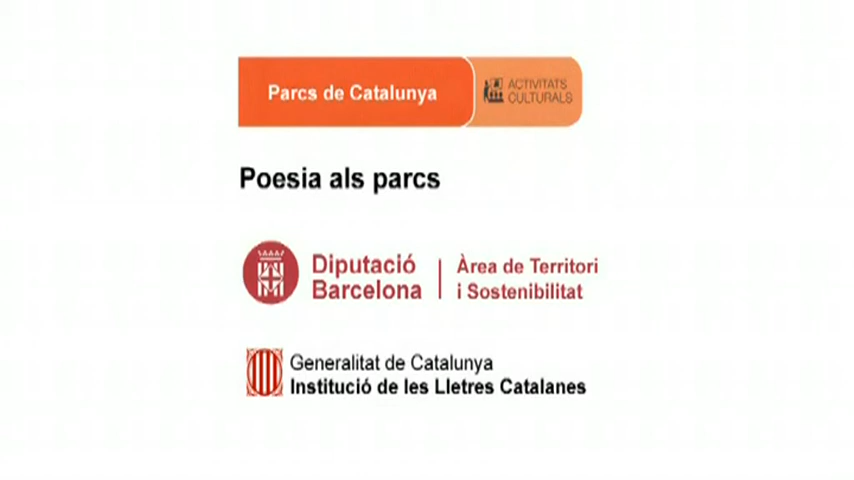 Parcs de Catalunya
ACTIVITATS
CULTURALS
Poesia als parcs
Diputació
Barcelona
Àrea de Territori
i Sostenibilitat
Generalitat de Catalunya
Institució de les Lletres Catalanes